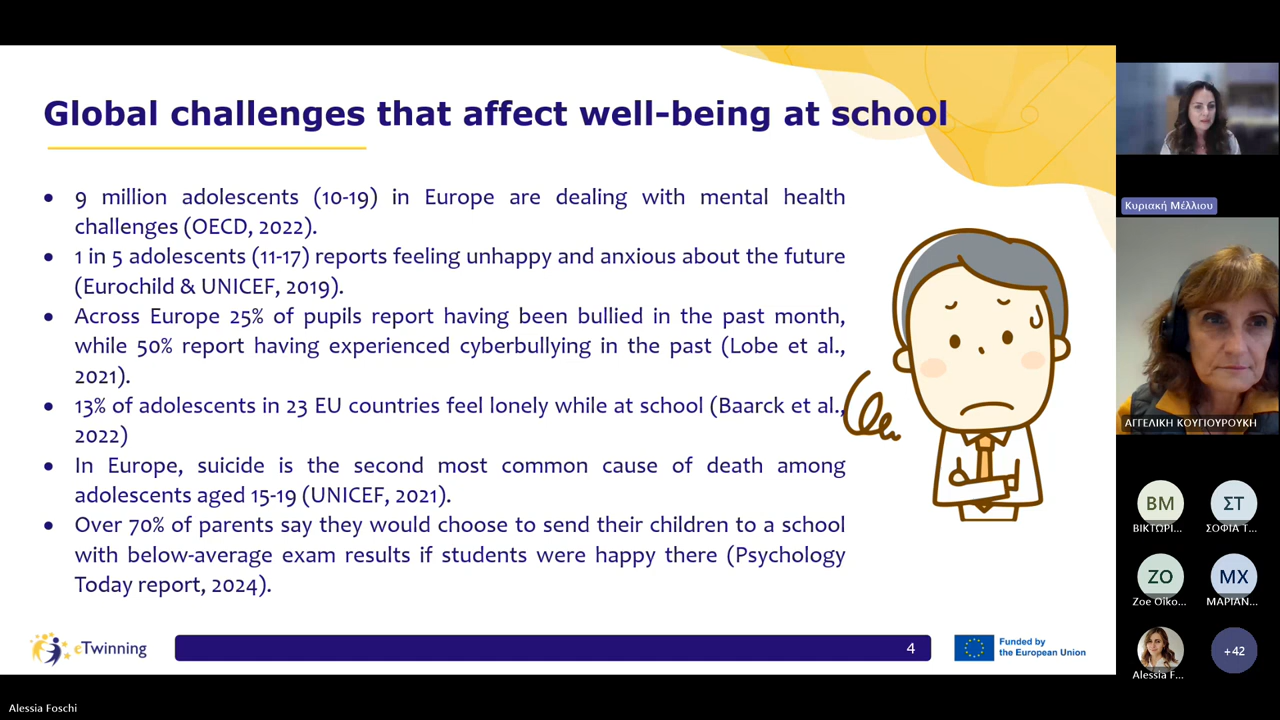 Global challenges that affect well-being at school
• 9 million adolescents (10-19) in Europe are dealing with mental health
challenges (OECD, 2022).
• 1 in 5 adolescents (11-17) reports feeling unhappy and anxious about the future
(Eurochild & UNICEF, 2019).
• Across Europe 25% of pupils report having been bullied in the past month,
while 50% report having experienced cyberbullying in the past (Lobe et al.,
2021).
• 13% of adolescents in 23 EU countries feel lonely while at school (Baarck et al.,
2022)
• In Europe, suicide is the second most common cause of death among
adolescents aged 15-19 (UNICEF, 2021).
• Over 70% of parents say they would choose to send their children to a school
with below-average exam results if students were happy there (Psychology
Today report, 2024).
eTwinning
4
Funded by
the European Union
Κυριακή Μέλλιου
ΑΓΓΕΛΙΚΗ ΚΟΥΓΙΟΥΡΟΥΚΗ
ΒΜ
ΣΤ
ΒΙΚΤΩΡΙ...
ΣΟΦΙΑ Τ...
ZO
ΜΧ
Zoe Oiko...
ΜΑΡΙΑΝ...
Alessia F...
+42
Alessia Foschi